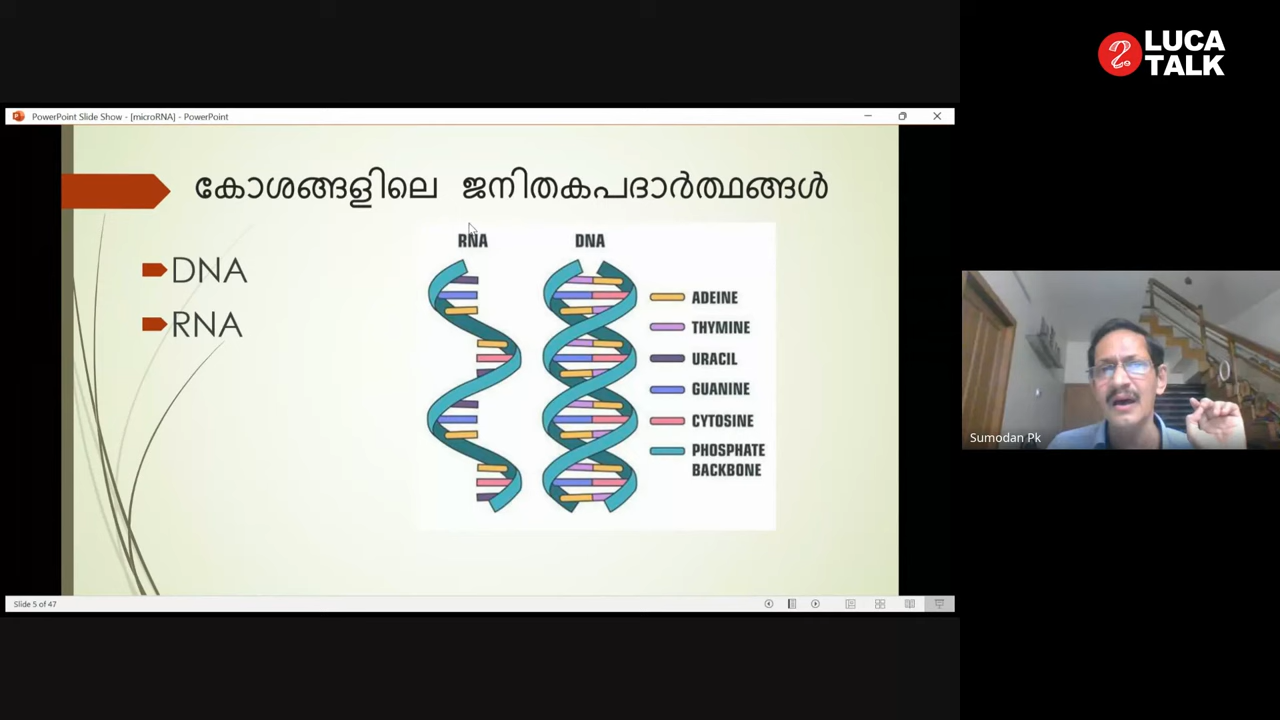 LUCA
TALK
PowerPoint Slide Show - [microRNA] - PowerPoint
കോശങ്ങളിലെ ജനിതകപദാർത്ഥങ്ങൾ
DNA
RNA
RNA
DNA
ADEINE
THYMINE
URACIL
GUANINE
CYTOSINE
PHOSPHATE
BACKBONE
Sumodan Pk
Slide 5 of 47